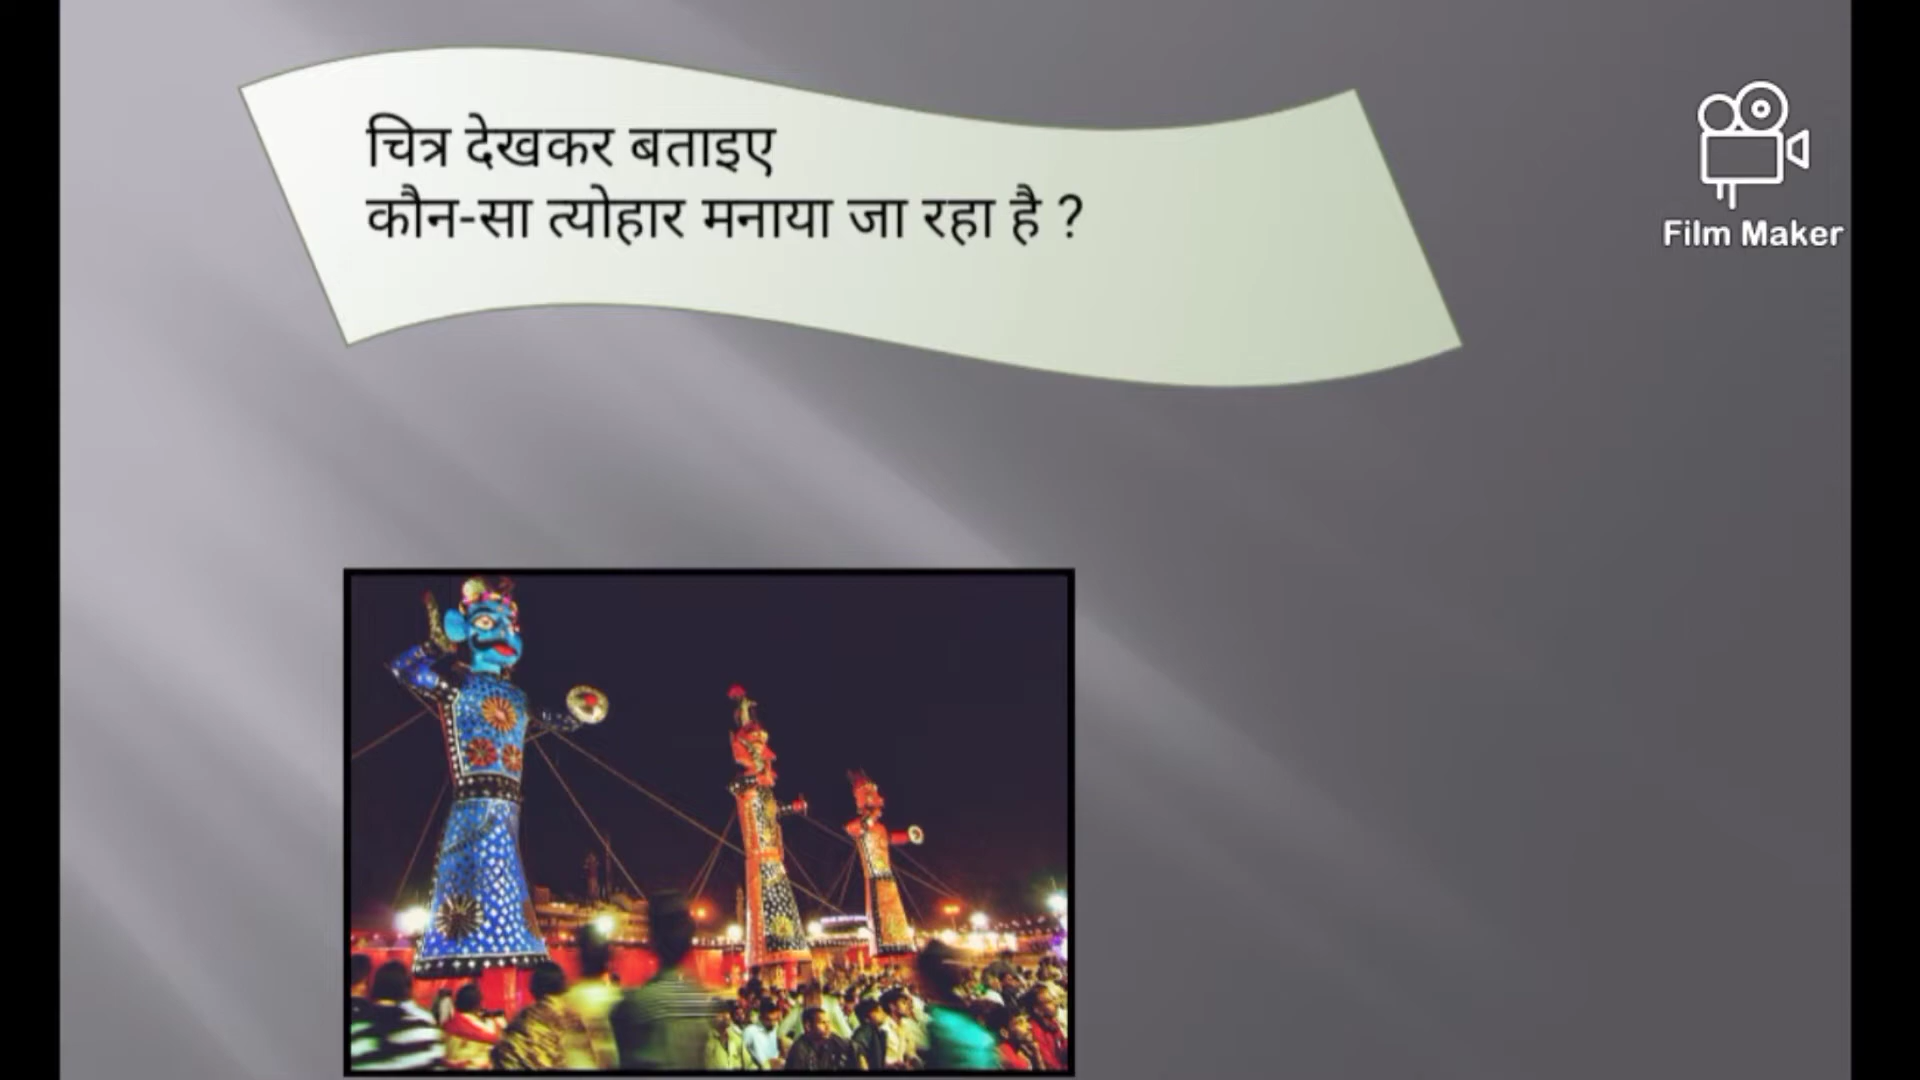 चित्र देखकर बताइए
कौन-सा त्योहार मनाया जा रहा है ?
Film Maker